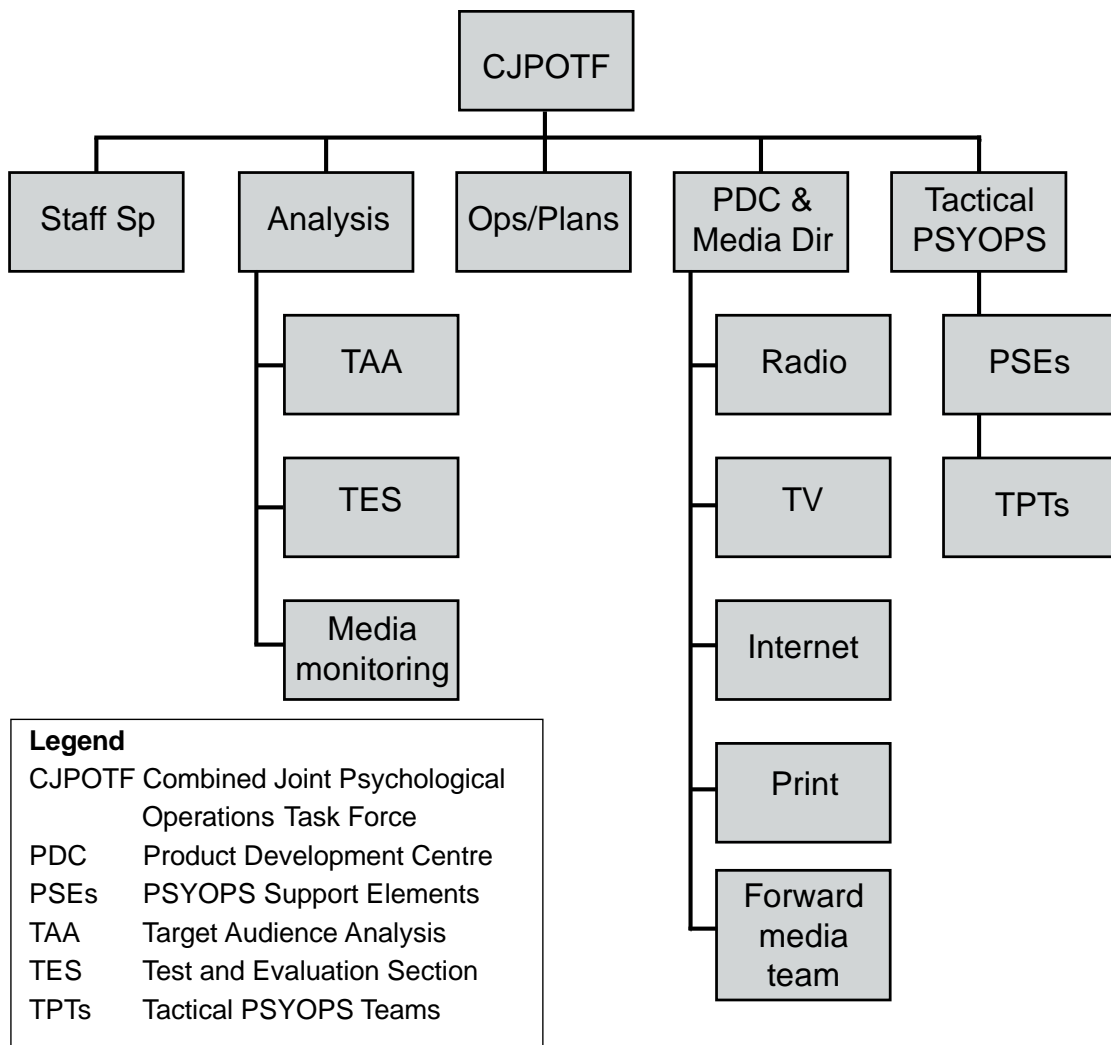 CJPOTF
Staff Sp
Analysis
Ops/Plans
PDC &
Media Dir
Tactical
PSYOPS
TAA
TES
Media
monitoring
Radio
TV
Internet
Print
Forward
media
team
PSEs
TPTs
Legend
CJPOTF Combined Joint Psychological
Operations Task Force
PDC Product Development Centre
PSEs PSYOPS Support Elements
TAA Target Audience Analysis
TES Test and Evaluation Section
TPTs Tactical PSYOPS Teams